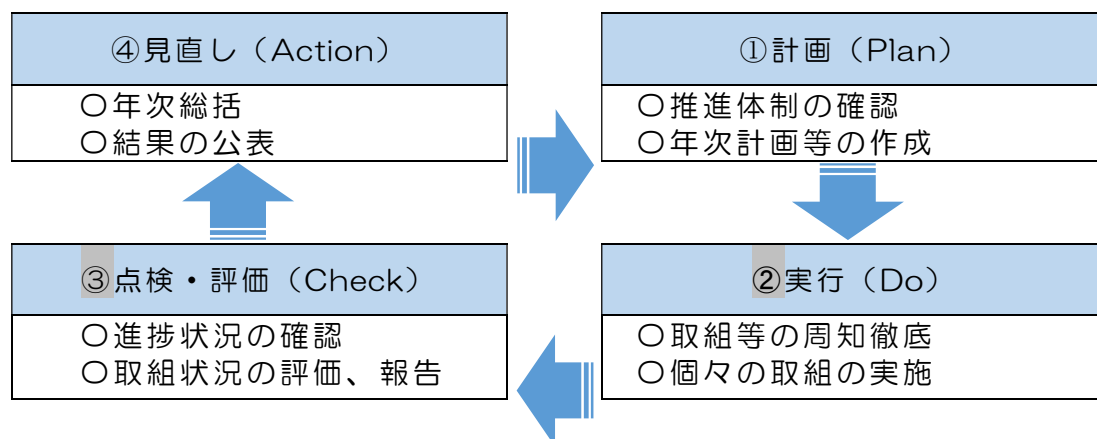 ④見直し（Action）
〇年次総括
〇結果の公表
①計画（Plan）
〇推進体制の確認
〇年次計画等の作成
③点検・評価（Check）
〇進捗状況の確認
〇取組状況の評価、報告
②実行（Do）
〇取組等の周知徹底
〇個々の取組の実施